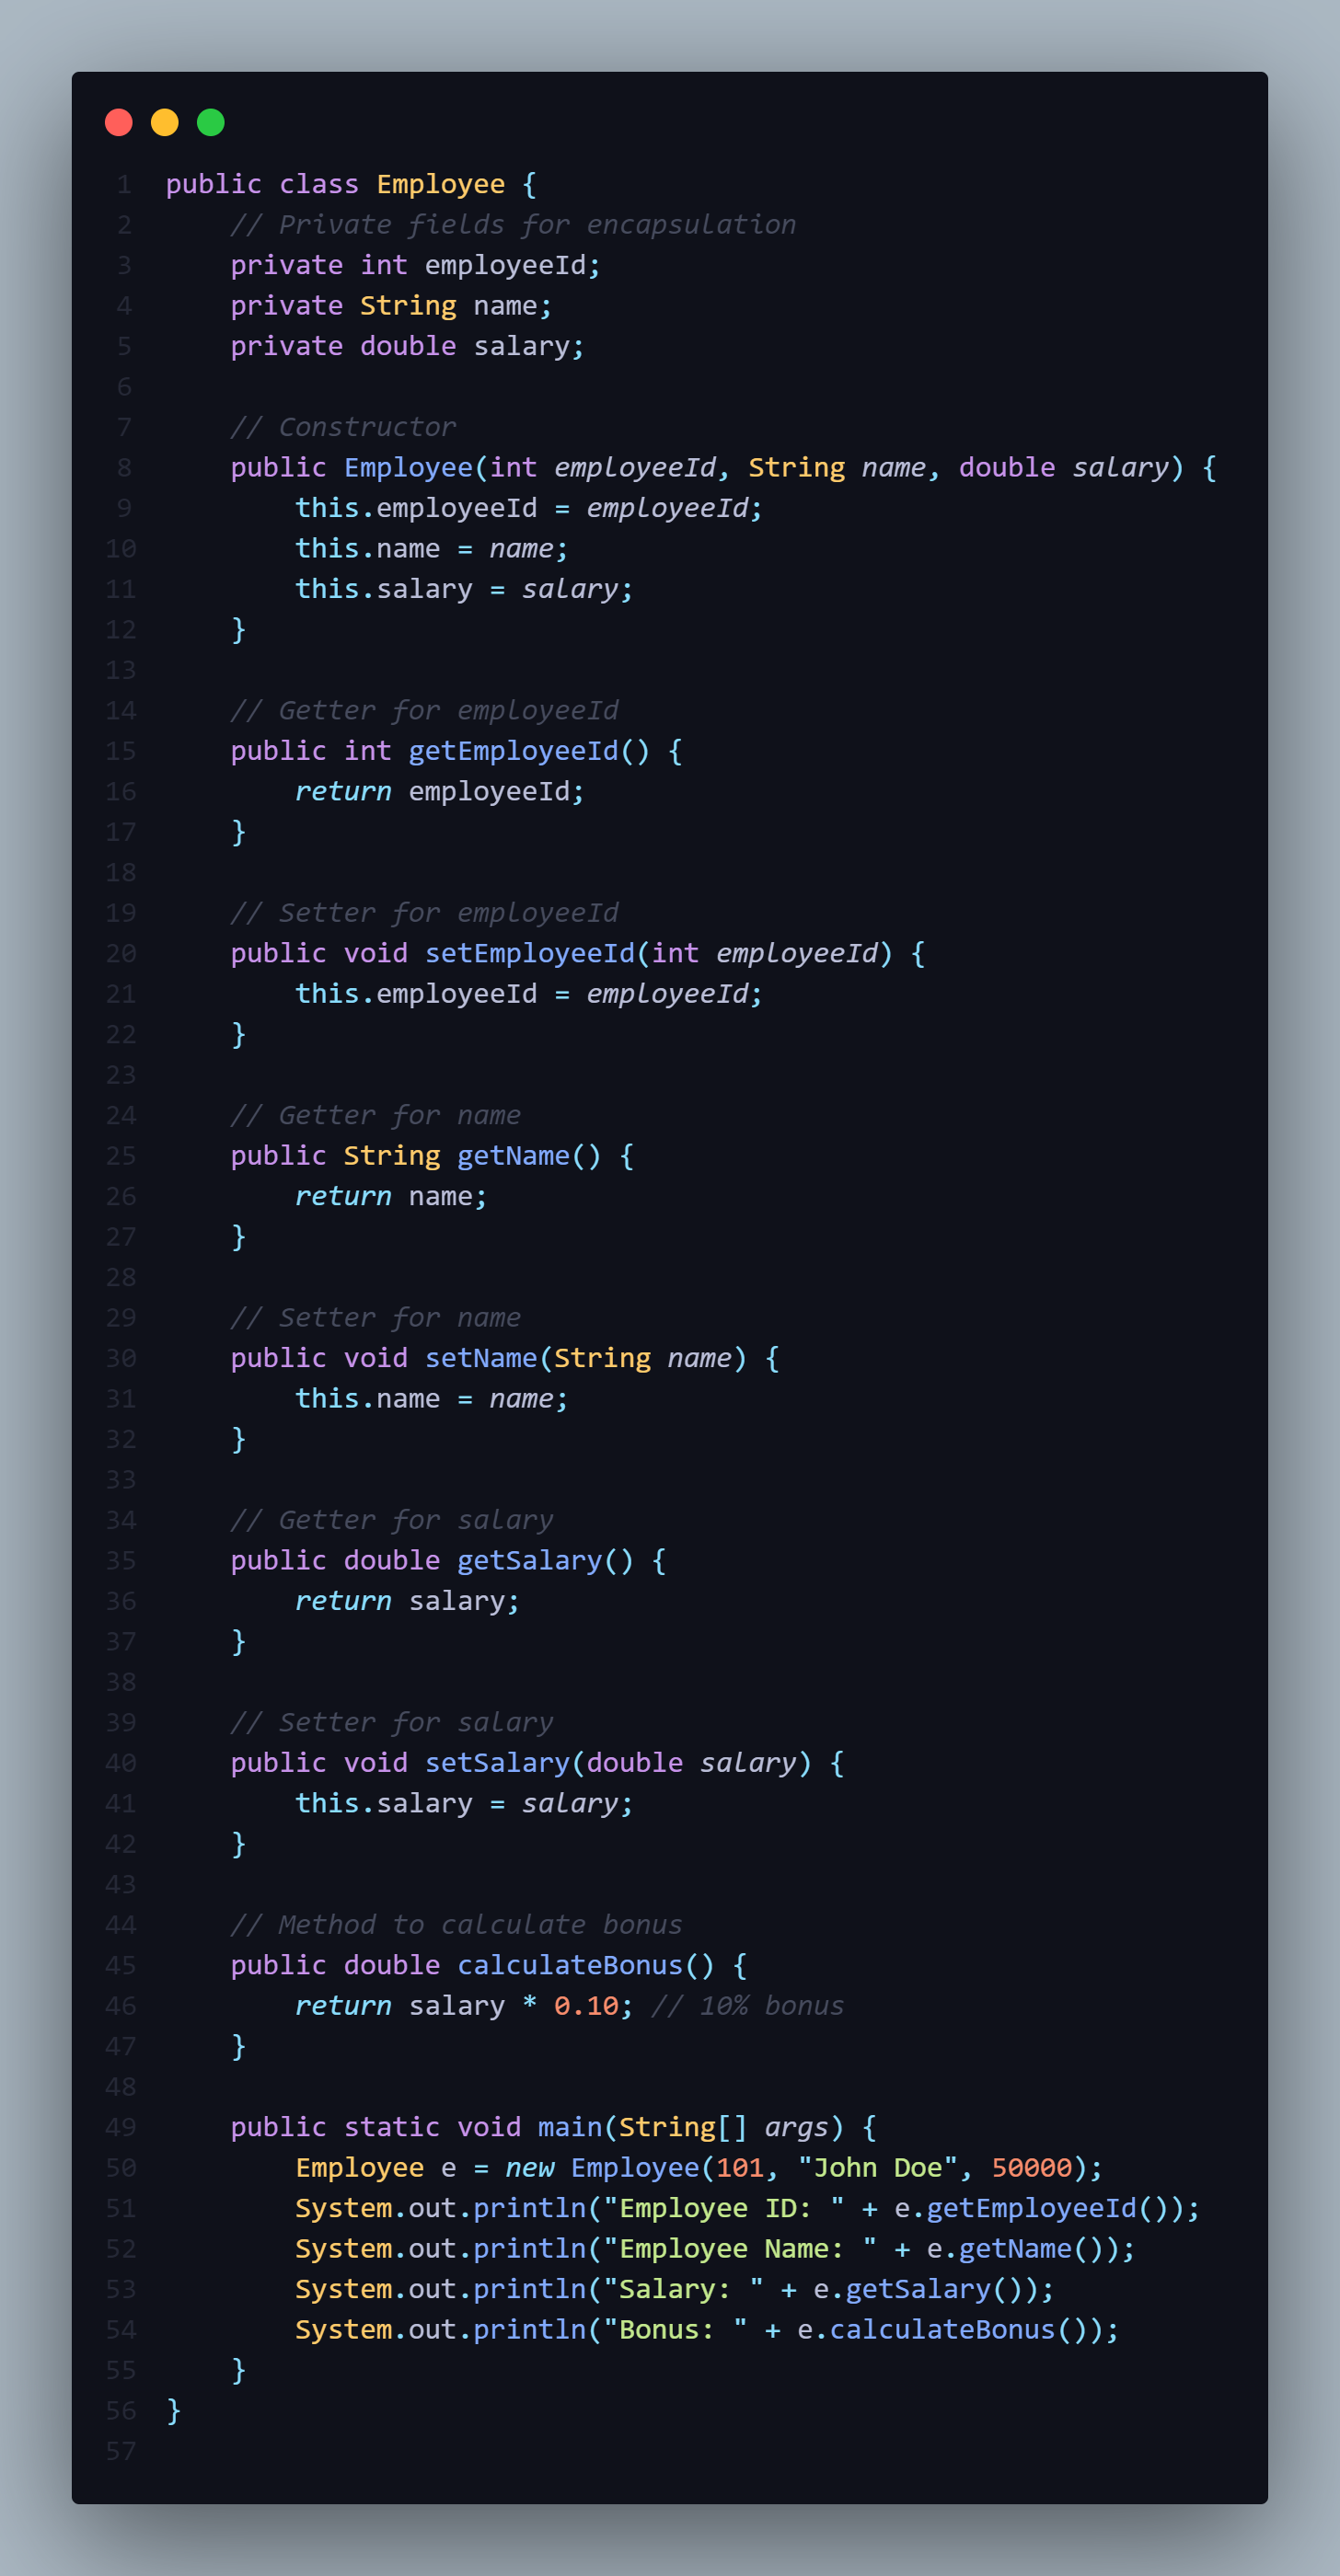 1 public class Employee {
2     // Private fields for encapsulation
3     private int employeeId;
4     private String name;
5     private double salary;
6
7     // Constructor
8     public Employee(int employeeId, String name, double salary) {
9         this.employeeId = employeeId;
10         this.name = name;
11         this.salary = salary;
12     }
13
14     // Getter for employeeId
15     public int getEmployeeId() {
16         return employeeId;
17     }
18
19     // Setter for employeeId
20     public void setEmployeeId(int employeeId) {
21         this.employeeId = employeeId;
22     }
23
24     // Getter for name
25     public String getName() {
26         return name;
27     }
28
29     // Setter for name
30     public void setName(String name) {
31         this.name = name;
32     }
33
34     // Getter for salary
35     public double getSalary() {
36         return salary;
37     }
38
39     // Setter for salary
40     public void setSalary(double salary) {
41         this.salary = salary;
42     }
43
44     // Method to calculate bonus
45     public double calculateBonus() {
46         return salary * 0.10; // 10% bonus
47     }
48
49     public static void main(String[] args) {
50         Employee e = new Employee(101, "John Doe", 50000);
51         System.out.println("Employee ID: " + e.getEmployeeId());
52         System.out.println("Employee Name: " + e.getName());
53         System.out.println("Salary: " + e.getSalary());
54         System.out.println("Bonus: " + e.calculateBonus());
55     }
56 }
57